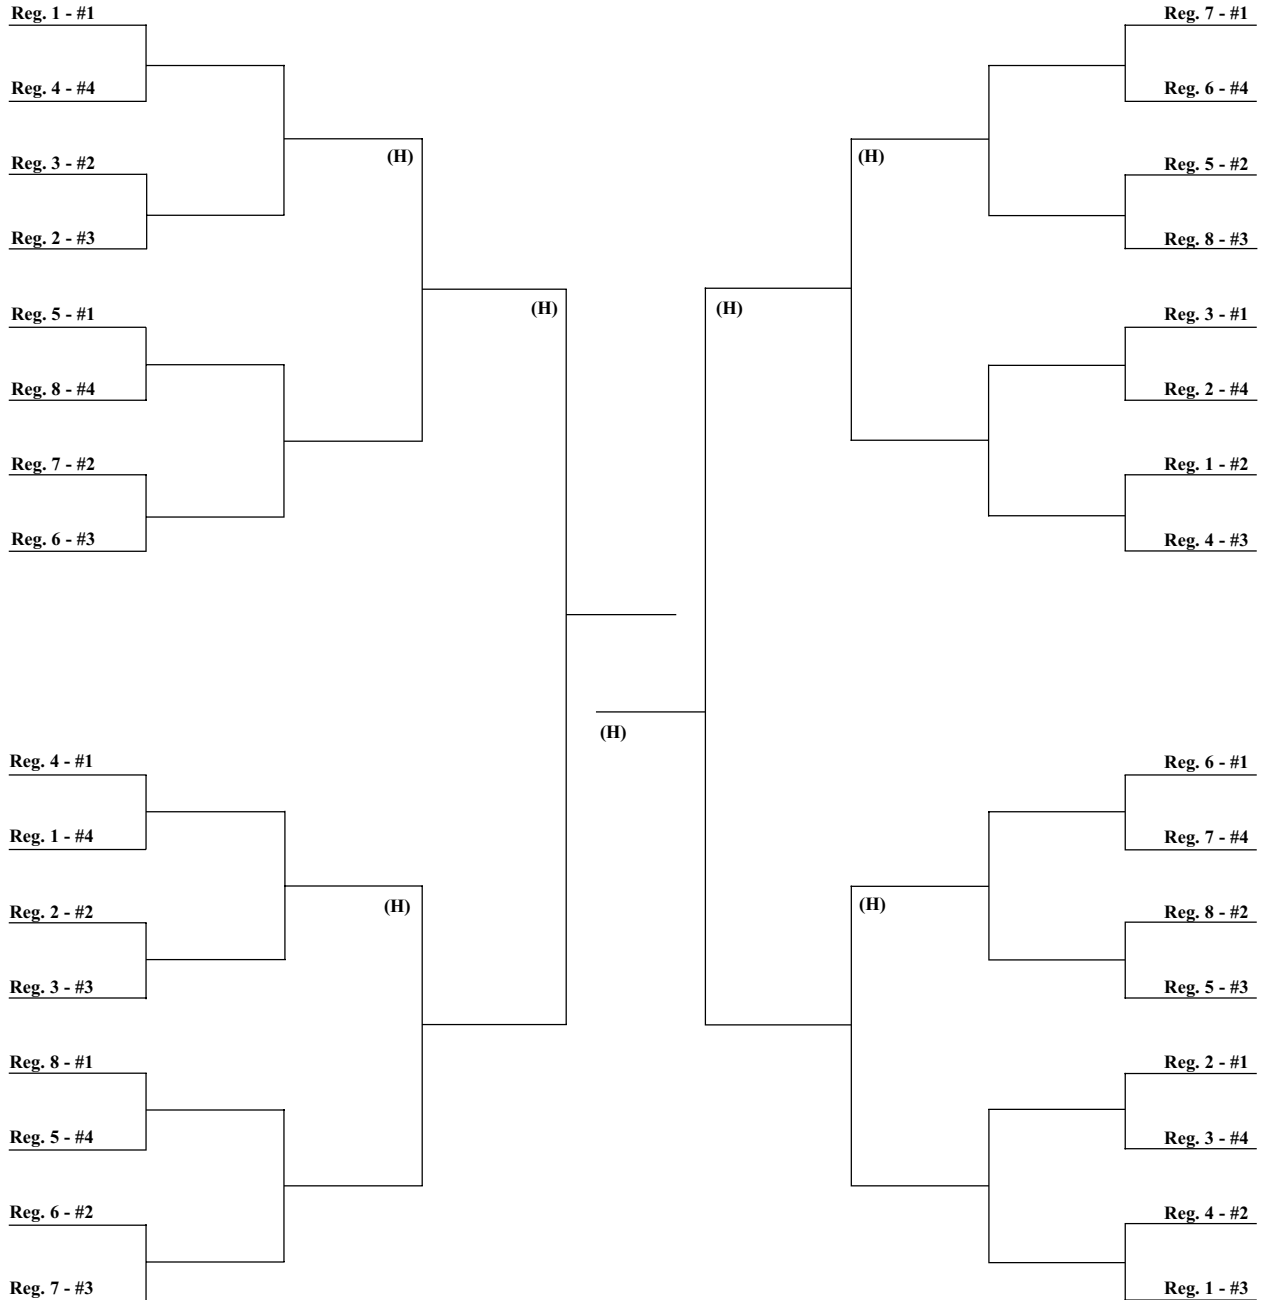 Reg. 1 - #1
Reg. 4 - #4
(H)
Reg. 3 - #2
Reg. 2 - #3
Reg. 5 - #1
(H)
Reg. 8 - #4
Reg. 7 - #2
Reg. 6 - #3
Reg. 4 - #1
Reg. 1 - #4
(H)
Reg. 2 - #2
Reg. 3 - #3
Reg. 8 - #1
Reg. 5 - #4
Reg. 6 - #2
Reg. 7 - #3
(H)
Reg. 7 - #1
Reg. 6 - #4
(H)
Reg. 5 - #2
Reg. 8 - #3
(H)
Reg. 3 - #1
Reg. 2 - #4
Reg. 1 - #2
Reg. 4 - #3
Reg. 6 - #1
Reg. 7 - #4
(H)
Reg. 8 - #2
Reg. 5 - #3
Reg. 2 - #1
Reg. 3 - #4
Reg. 4 - #2
Reg. 1 - #3